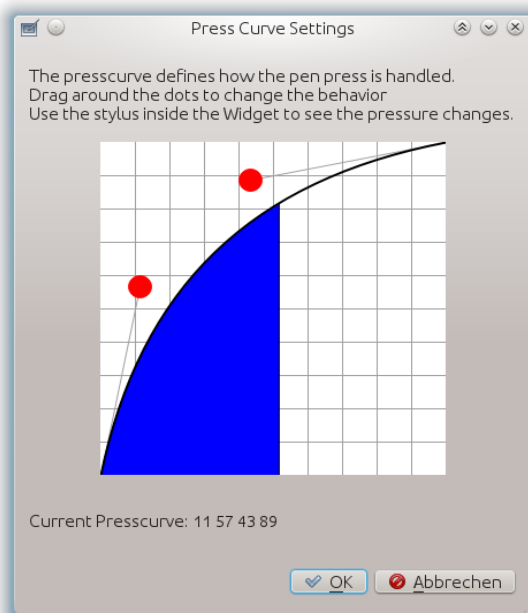 Press Curve Settings
The presscurve defines how the pen press is handled.
Drag around the dots to change the behavior
Use the stylus inside the Widget to see the pressure changes.
Current Presscurve: 11 57 43 89
OK
Abbrechen